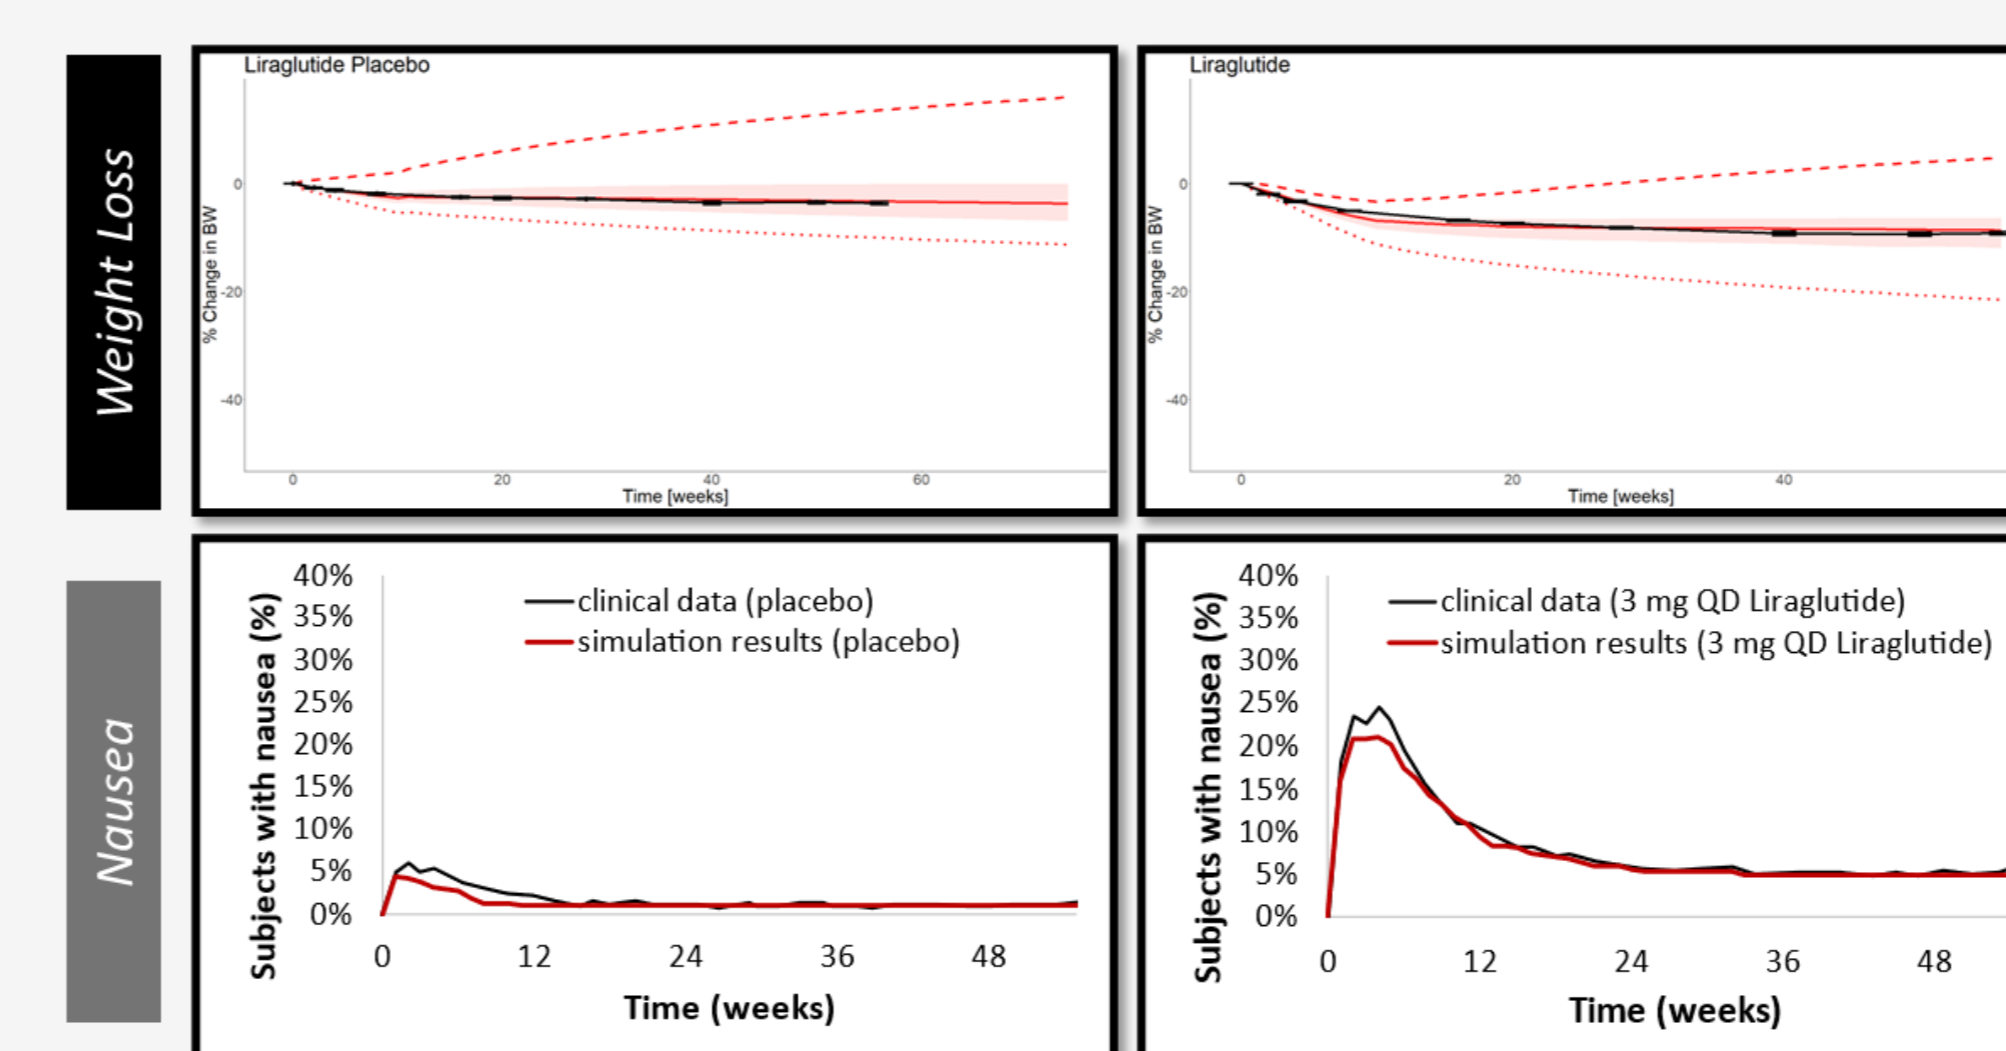 Weight Loss
Liraglutide Placebo
% Change in BW
0
-20
-40
0 20 40 60
Time [weeks]
Liraglutide
% Change in BW
0
-20
-40
0 20 40
Time [weeks]
Nausea
Subjects with nausea (%)
40%
35%
30%
25%
20%
15%
10%
5%
0%
clinical data (placebo)
simulation results (placebo)
0 12 24 36 48
Time (weeks)
Subjects with nausea (%)
40%
35%
30%
25%
20%
15%
10%
5%
0%
clinical data (3 mg QD Liraglutide)
simulation results (3 mg QD Liraglutide)
0 12 24 36 48
Time (weeks)